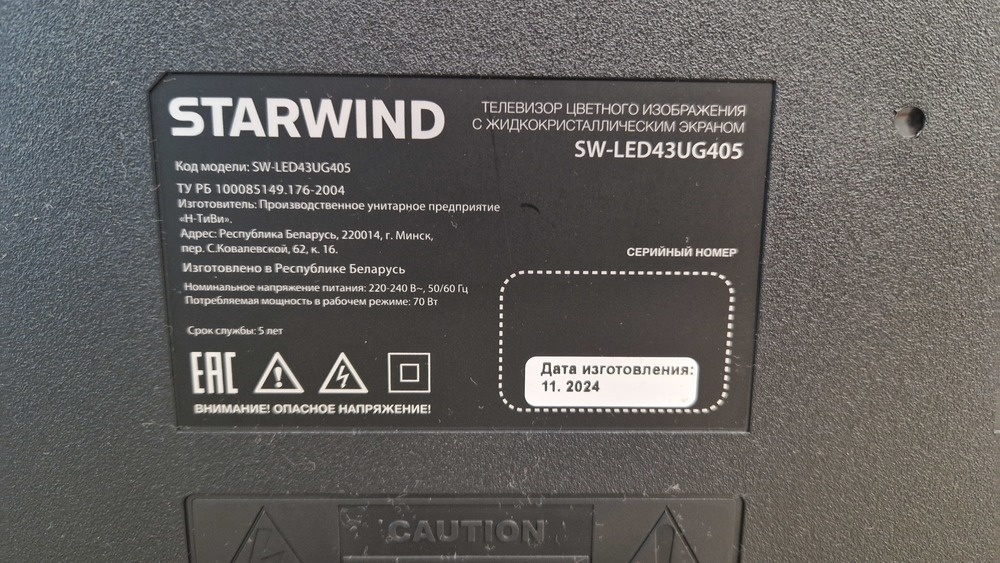 STARWIND
ТЕЛЕВИЗОР ЦВЕТНОГО ИЗОБРАЖЕНИЯ
С ЖИДКОКРИСТАЛЛИЧЕСКИМ ЭКРАНОМ
SW-LED43UG405
Код модели: SW-LED43UG405
ТУ РБ 100085149.176-2004
Изготовитель: Производственное унитарное предприятие
«Н-ТиВи».
Адрес: Республика Беларусь, 220014, г. Минск,
пер. С.Ковалевской, 62, к. 16.
Изготовлено в Республике Беларусь
Номинальное напряжение питания: 220-240 В~, 50/60 Гц
Потребляемая мощность в рабочем режиме: 70 Вт
Срок службы: 5 лет
СЕРИЙНЫЙ НОМЕР
Дата изготовления:
11. 2024
EAC
ВНИМАНИЕ! ОПАСНОЕ НАПРЯЖЕНИЕ!
CAUTION